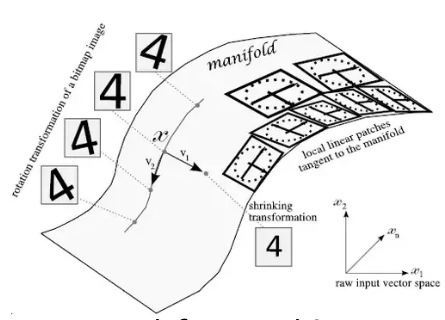 manifold
rotation transformation of a bitmap image
4
4
4
4
x
v₁
v₂
local linear patches
tangent to the manifold
shrinking
transformation
4
x₂
xₙ
x₁
raw input vector space